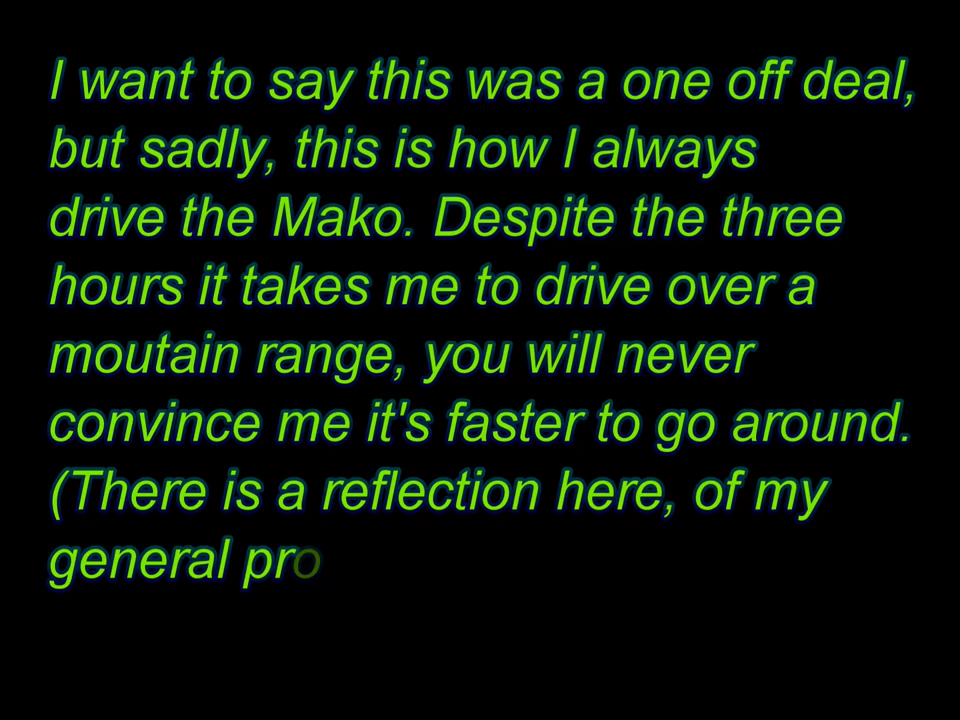 I want to say this was a one off deal,
but sadly, this is how I always
drive the Mako. Despite the three
hours it takes me to drive over a
moutain range, you will never
convince me it's faster to go around.
(There is a reflection here, of my
general pro